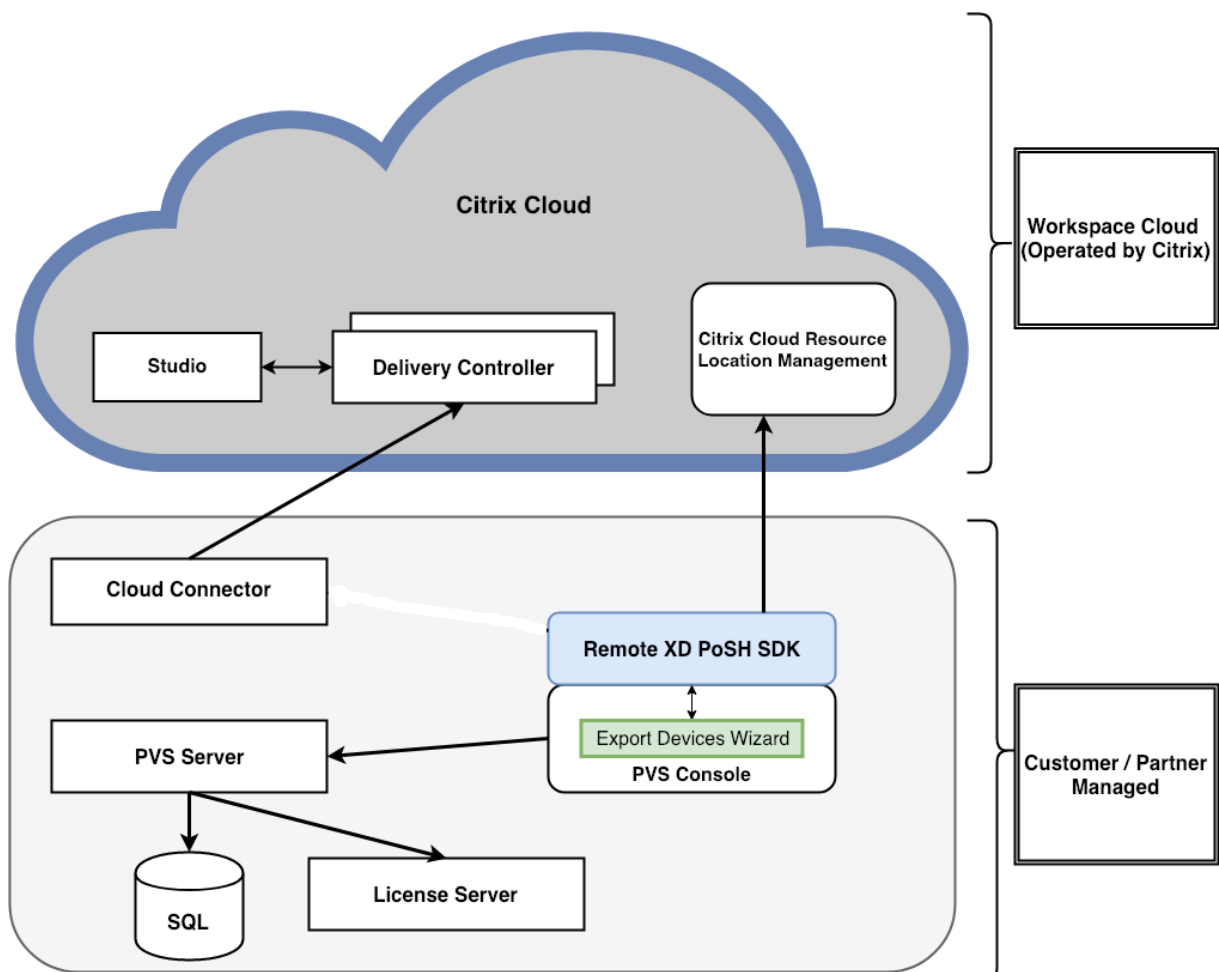 Citrix Cloud
Workspace Cloud
(Operated by Citrix)
Studio
Delivery Controller
Citrix Cloud Resource
Location Management
Cloud Connector
Remote XD PoSH SDK
Export Devices Wizard
PVS Console
PVS Server
Customer / Partner
Managed
License Server
SQL